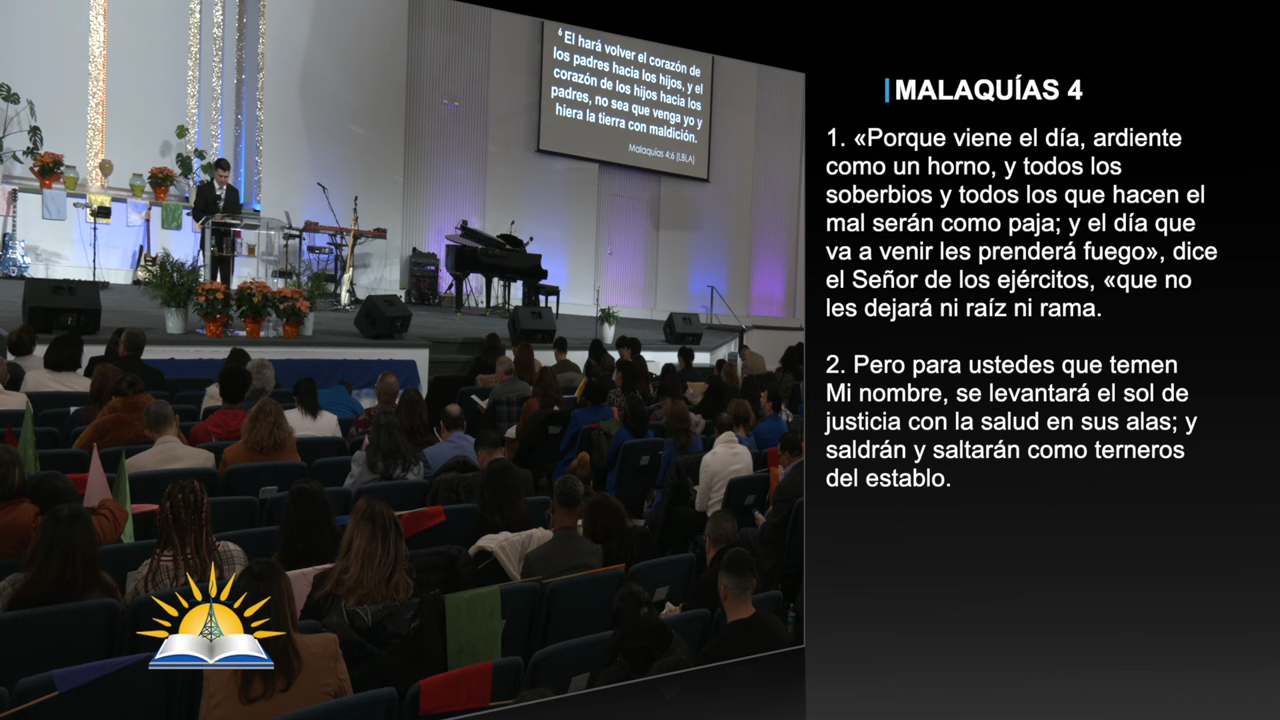 ⁶ El hará volver el corazón de
los padres hacia los hijos, y el
corazón de los hijos hacia los
padres, no sea que venga yo y
hiera la tierra con maldición.
Malaquías 4:6 (LBLA)
MALAQUÍAS 4
1. «Porque viene el día, ardiente
como un horno, y todos los
soberbios y todos los que hacen el
mal serán como paja; y el día que
va a venir les prenderá fuego», dice
el Señor de los ejércitos, «que no
les dejará ni raíz ni rama.
2. Pero para ustedes que temen
Mi nombre, se levantará el sol de
justicia con la salud en sus alas; y
saldrán y saltarán como terneros
del establo.